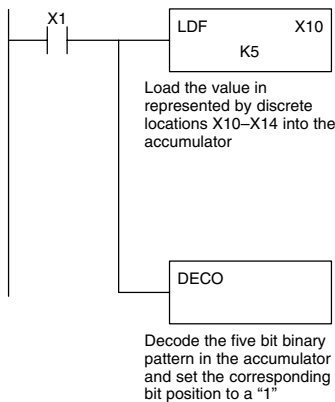 X1
LDF X10
K5
Load the value in
represented by discrete
locations X10–X14 into the
accumulator
DECO
Decode the five bit binary
pattern in the accumulator
and set the corresponding
bit position to a “1”